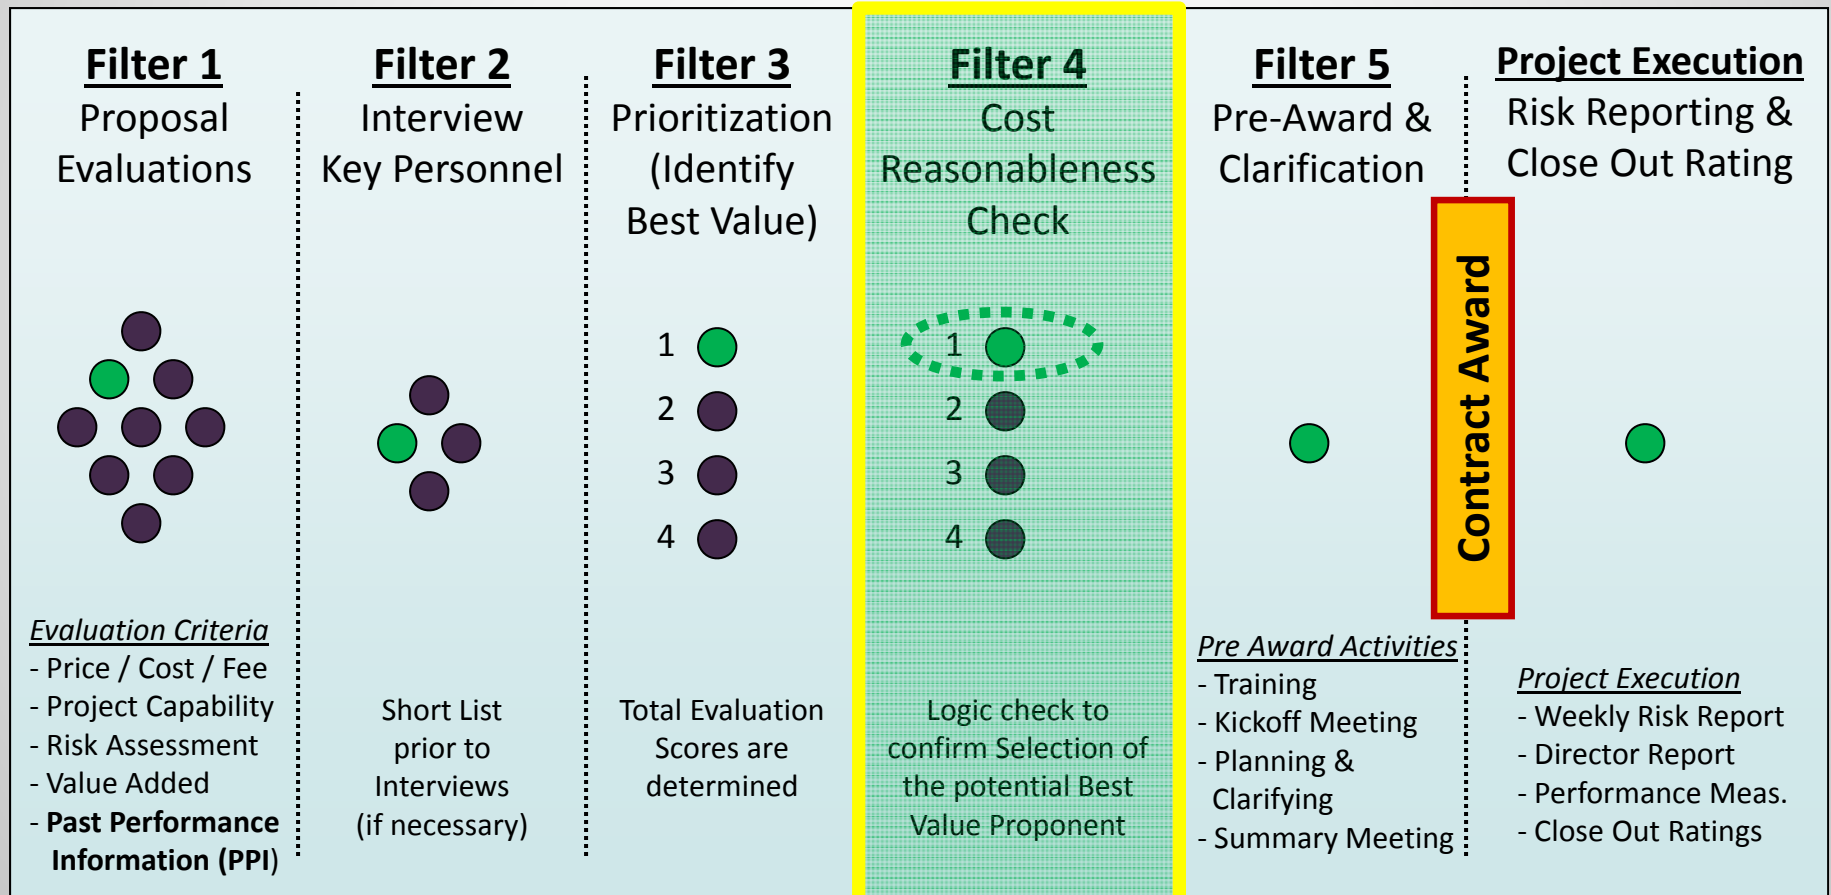 Filter 1
Proposal
Evaluations
Evaluation Criteria
- Price / Cost / Fee
- Project Capability
- Risk Assessment
- Value Added
- Past Performance
Information (PPI)
Filter 2
Interview
Key Personnel
Short List
prior to
Interviews
(if necessary)
Filter 3
Prioritization
(Identify
Best Value)
1
2
3
4
Total Evaluation
Scores are
determined
Filter 4
Cost
Reasonableness
Check
1
2
3
4
Logic check to
confirm Selection of
the potential Best
Value Proponent
Filter 5
Pre-Award &
Clarification
Pre Award Activities
- Training
- Kickoff Meeting
- Planning &
Clarifying
- Summary Meeting
Contract Award
Project Execution
Risk Reporting &
Close Out Rating
Project Execution
- Weekly Risk Report
- Director Report
- Performance Meas.
- Close Out Ratings